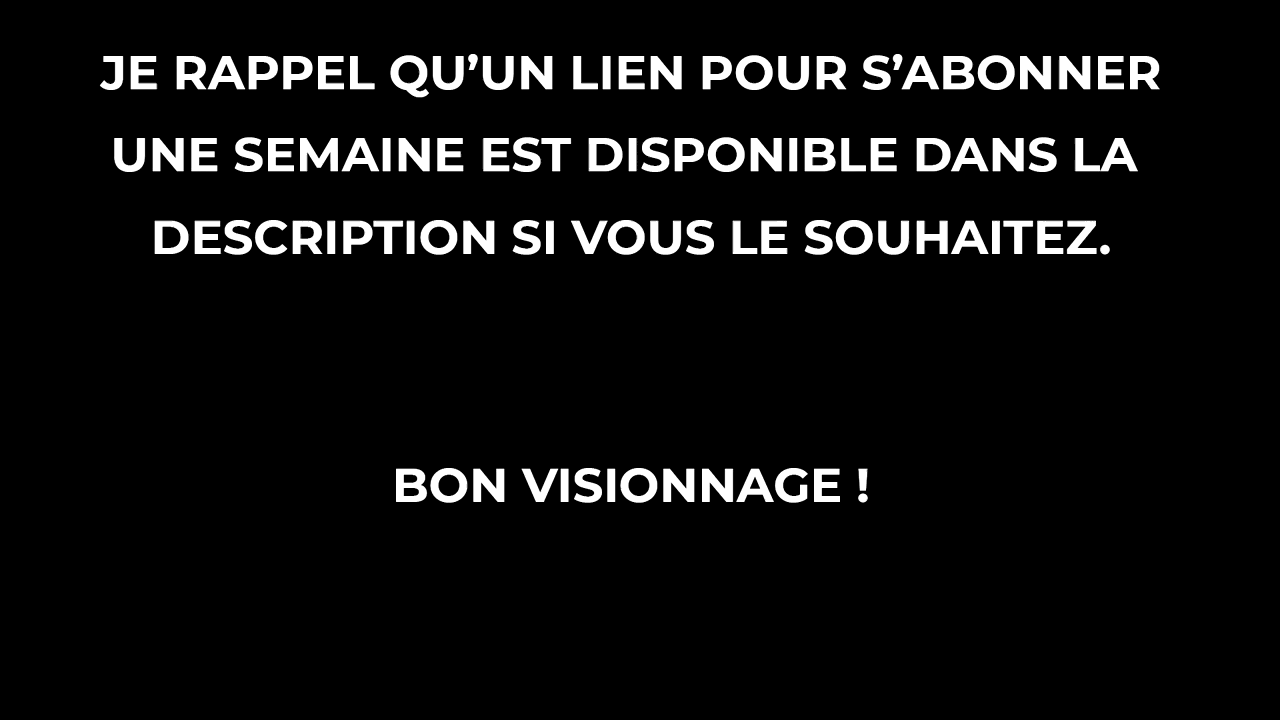 JE RAPPEL QU’UN LIEN POUR S’ABONNER
UNE SEMAINE EST DISPONIBLE DANS LA
DESCRIPTION SI VOUS LE SOUHAITEZ.
BON VISIONNAGE !